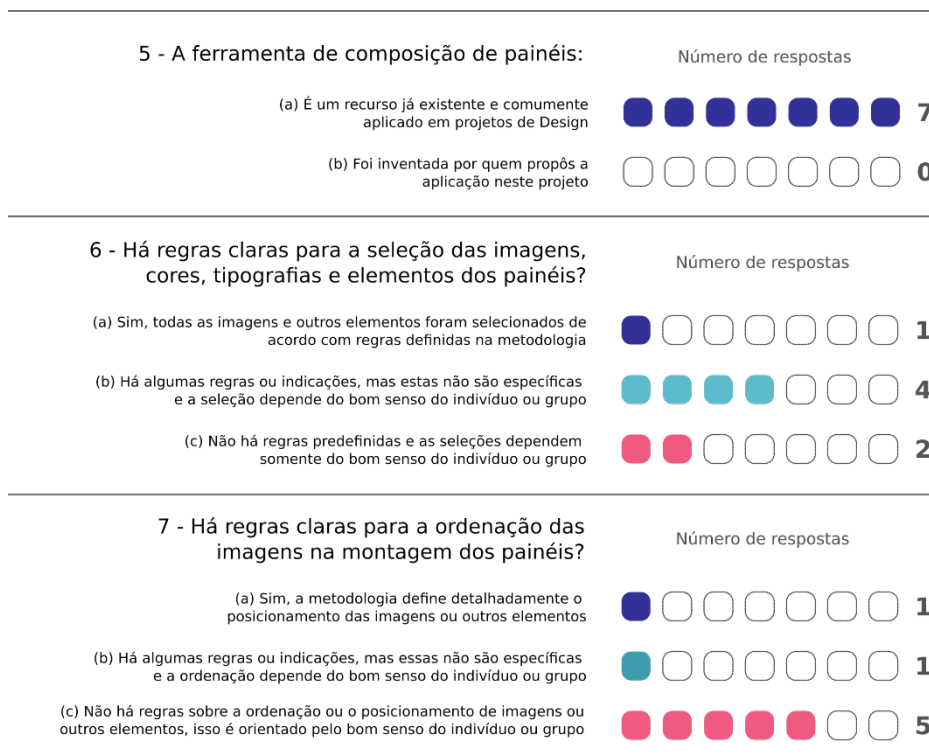 5 - A ferramenta de composição de painéis:
Número de respostas
(a) É um recurso já existente e comumente
aplicado em projetos de Design
7
(b) Foi inventada por quem propôs a
aplicação neste projeto
0
6 - Há regras claras para a seleção das imagens,
cores, tipografias e elementos dos painéis?
Número de respostas
(a) Sim, todas as imagens e outros elementos foram selecionados de
acordo com regras definidas na metodologia
1
(b) Há algumas regras ou indicações, mas estas não são específicas
e a seleção depende do bom senso do indivíduo ou grupo
4
(c) Não há regras predefinidas e as seleções dependem
somente do bom senso do indivíduo ou grupo
2
7 - Há regras claras para a ordenação das
imagens na montagem dos painéis?
Número de respostas
(a) Sim, a metodologia define detalhadamente o
posicionamento das imagens ou outros elementos
1
(b) Há algumas regras ou indicações, mas essas não são específicas
e a ordenação depende do bom senso do indivíduo ou grupo
1
(c) Não há regras sobre a ordenação ou o posicionamento de imagens ou
outros elementos, isso é orientado pelo bom senso do indivíduo ou grupo
5